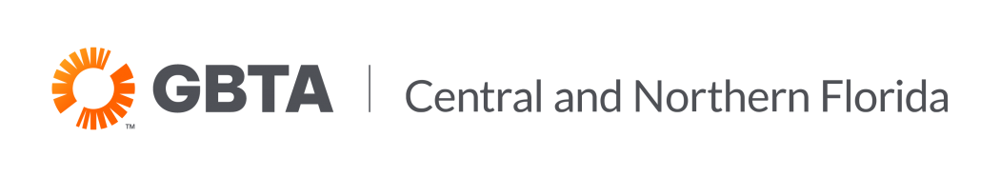 GBTA | Central and Northern Florida
™